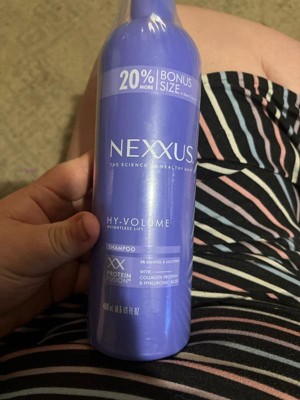 20% MORE BONUS SIZE
NEXXUS
THE SCIENCE OF HEALTHY HAIR
HY-VOLUME
WEIGHTLESS LIFT
SHAMPOO
XX
PROTEIN
FUSION
WITH
COLLAGEN PROTEIN
& HYALURONIC ACID